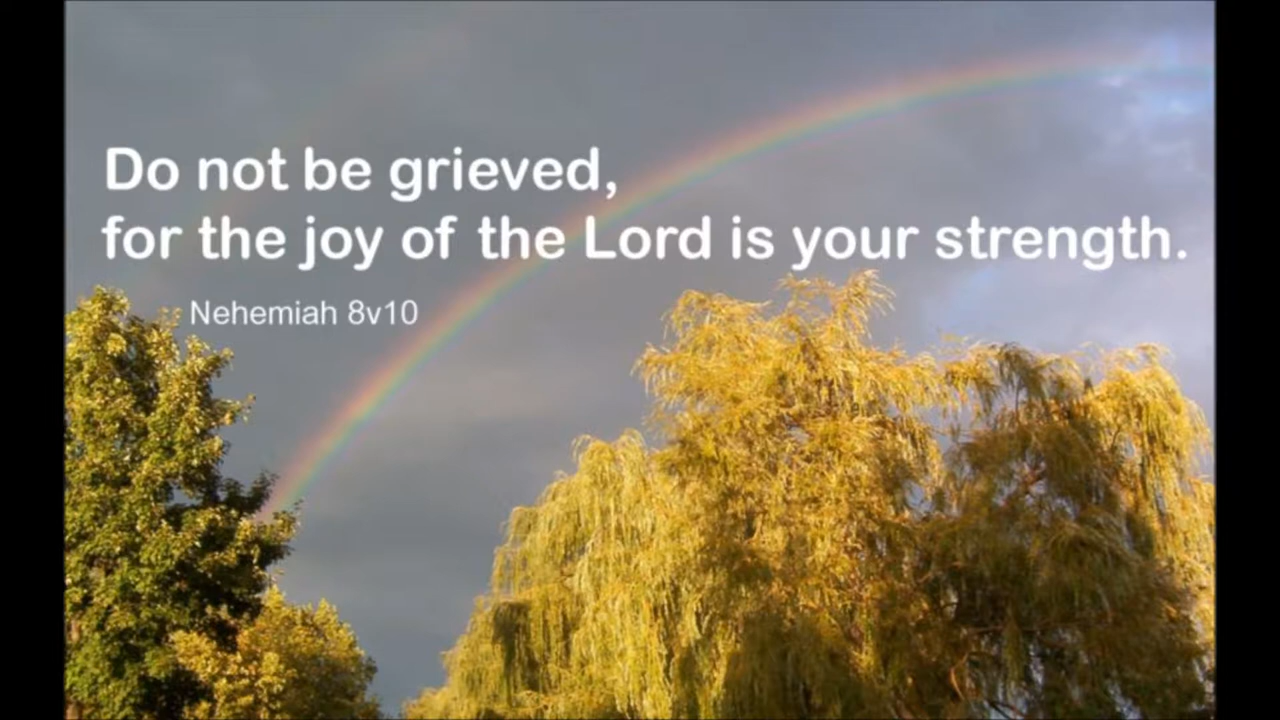 Do not be grieved,
for the joy of the Lord is your strength.
Nehemiah 8v10